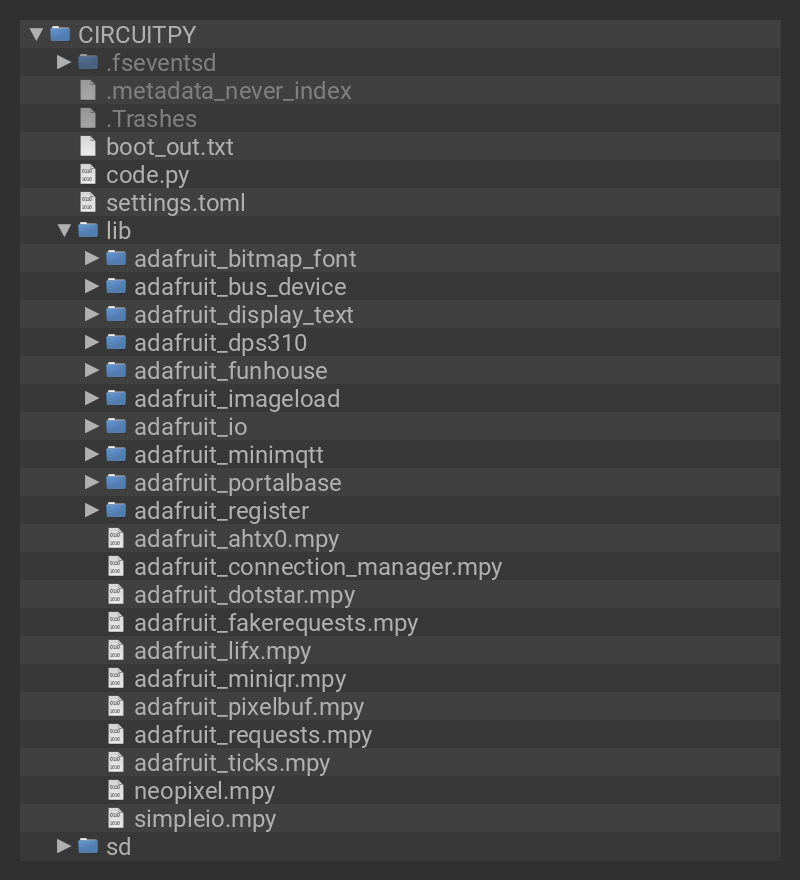 CIRCUITPY
.fseventsd
.metadata_never_index
.Trashes
boot_out.txt
code.py
settings.toml
lib
adafruit_bitmap_font
adafruit_bus_device
adafruit_display_text
adafruit_dps310
adafruit_funhouse
adafruit_imageload
adafruit_io
adafruit_minimqtt
adafruit_portalbase
adafruit_register
adafruit_ahtx0.mpy
adafruit_connection_manager.mpy
adafruit_dotstar.mpy
adafruit_fakerequests.mpy
adafruit_lifx.mpy
adafruit_miniqr.mpy
adafruit_pixelbuf.mpy
adafruit_requests.mpy
adafruit_ticks.mpy
neopixel.mpy
simpleio.mpy
sd